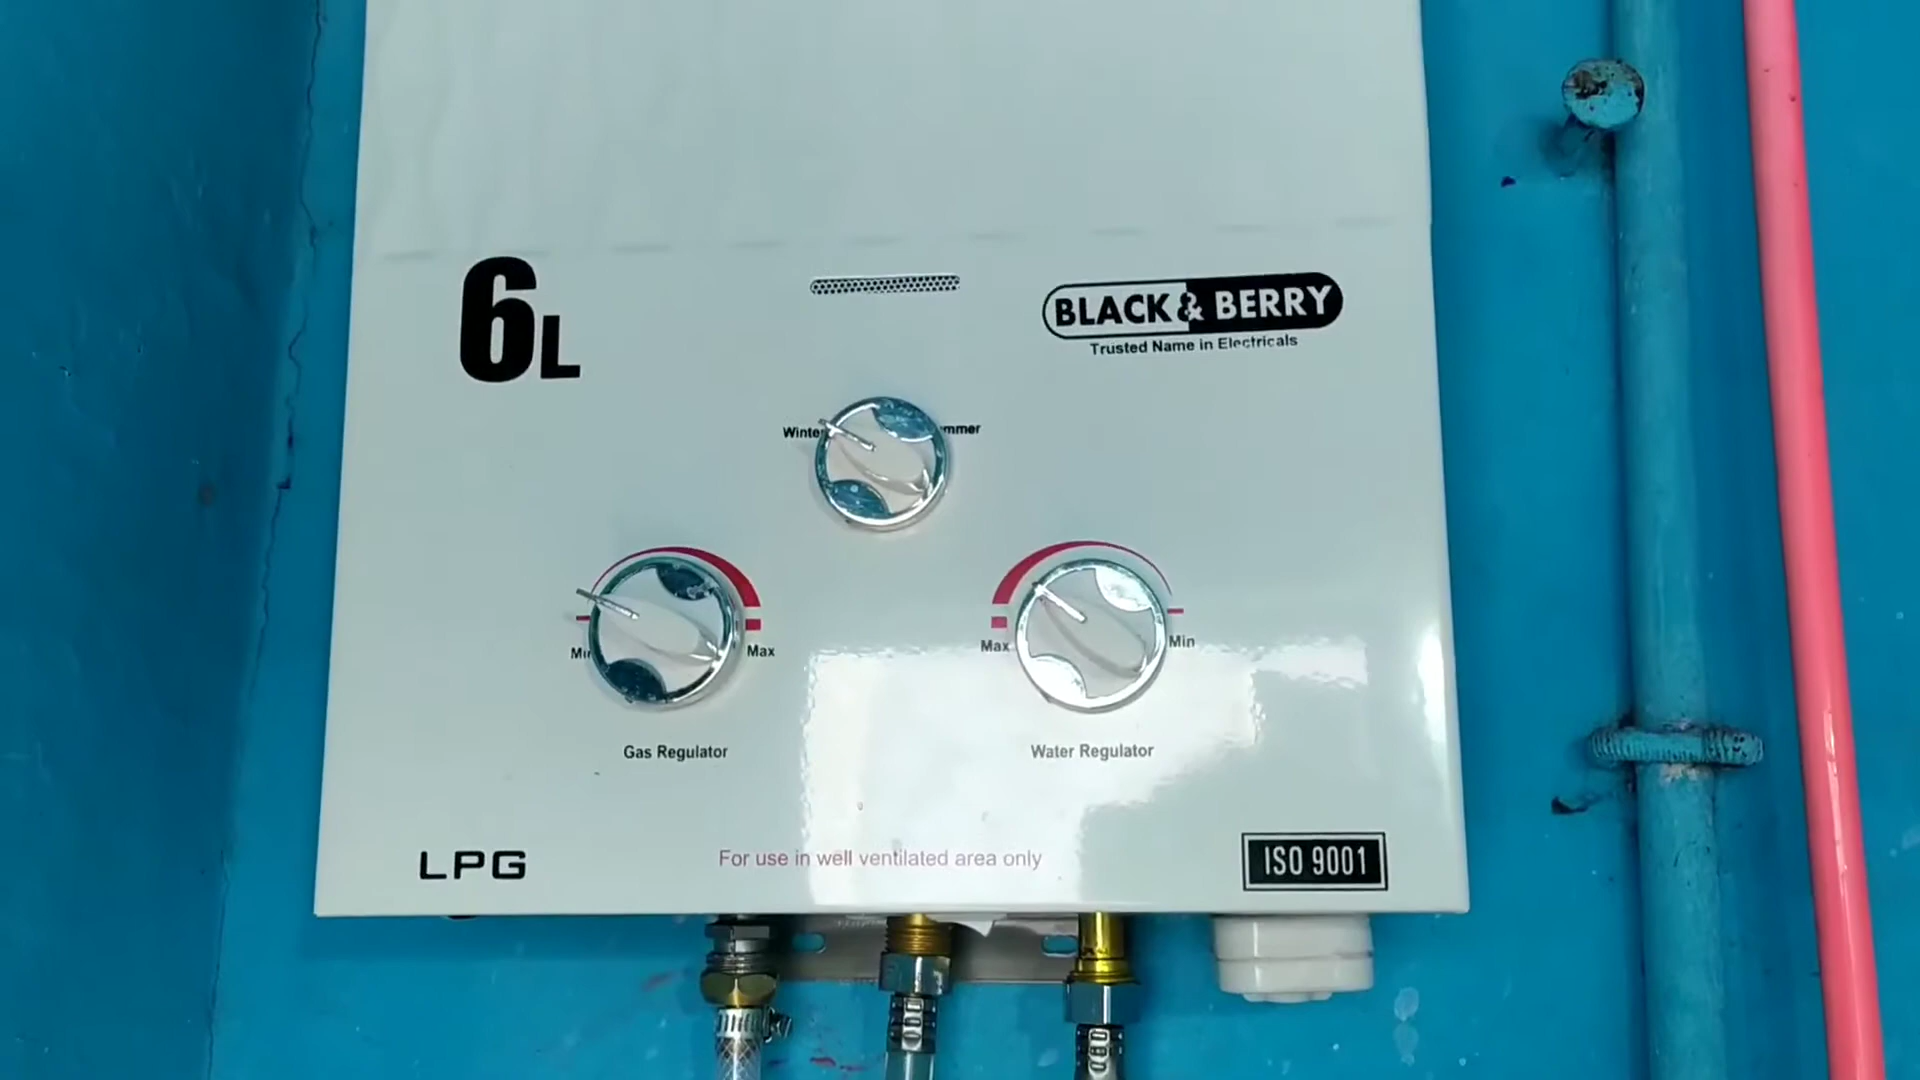 6L
BLACK & BERRY
Trusted Name in Electricals
Max
Max
Min
Gas Regulator
Water Regulator
LPG
For use in well ventilated area only
ISO 9001